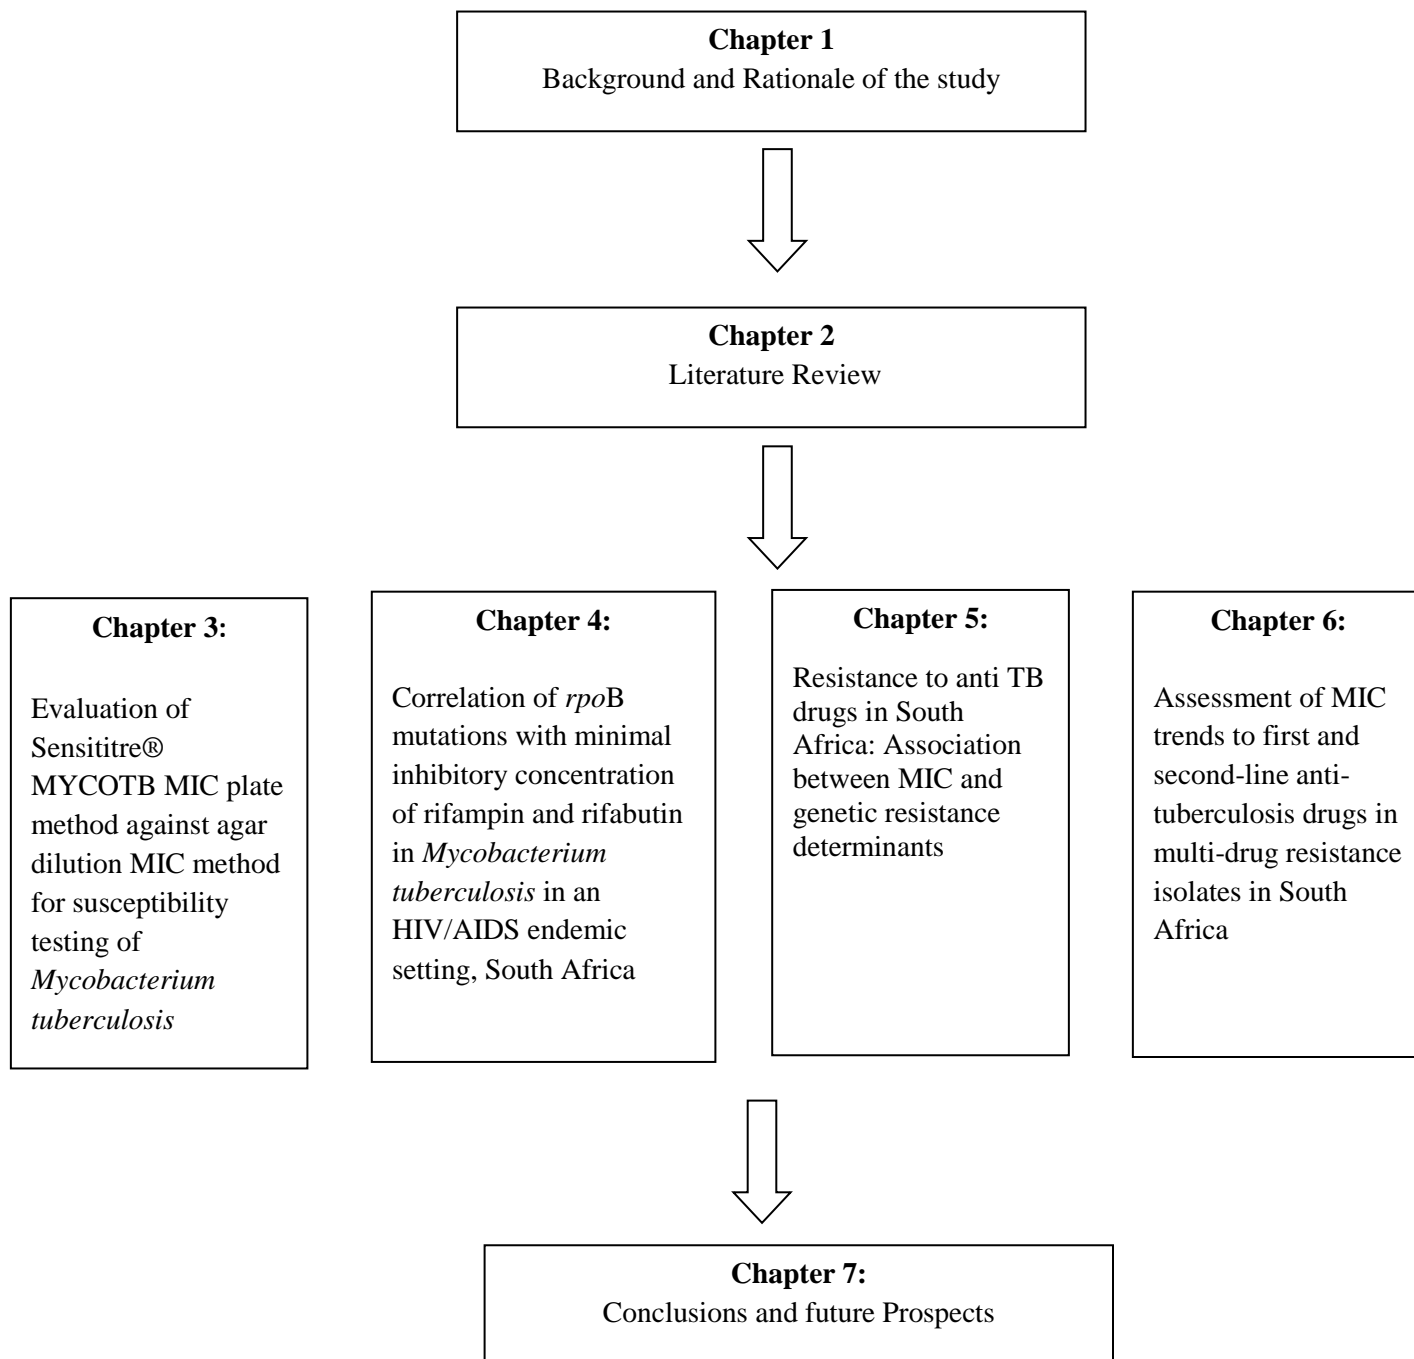 Chapter 1
Background and Rationale of the study
Chapter 2
Literature Review
Chapter 3:
Evaluation of
Sensititre®
MYCOTB MIC plate
method against agar
dilution MIC method
for susceptibility
testing of
Mycobacterium
tuberculosis
Chapter 4:
Correlation of rpoB
mutations with minimal
inhibitory concentration
of rifampin and rifabutin
in Mycobacterium
tuberculosis in an
HIV/AIDS endemic
setting, South Africa
Chapter 5:
Resistance to anti TB
drugs in South
Africa: Association
between MIC and
genetic resistance
determinants
Chapter 6:
Assessment of MIC
trends to first and
second-line anti-
tuberculosis drugs in
multi-drug resistance
isolates in South
Africa
Chapter 7:
Conclusions and future Prospects